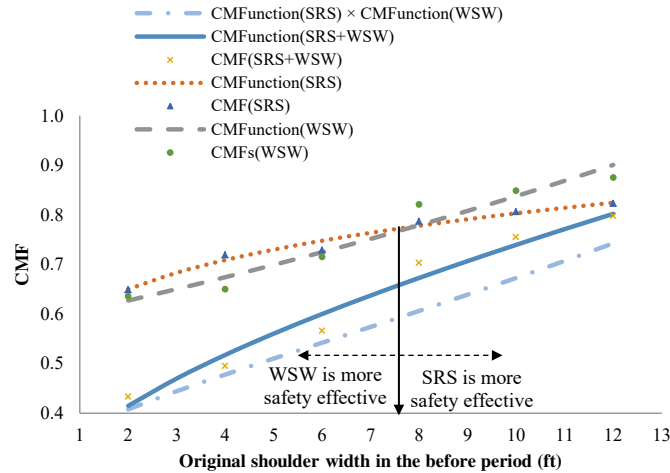 CMFunction(SRS) × CMFunction(WSW)
CMFunction(SRS+WSW)
CMF(SRS+WSW)
CMFunction(SRS)
CMF(SRS)
CMFunction(WSW)
CMFs(WSW)
1.0
0.9
0.8
0.7
0.6
0.5
0.4
CMF
WSW is more
safety effective
SRS is more
safety effective
1 2 3 4 5 6 7 8 9 10 11 12 13
Original shoulder width in the before period (ft)